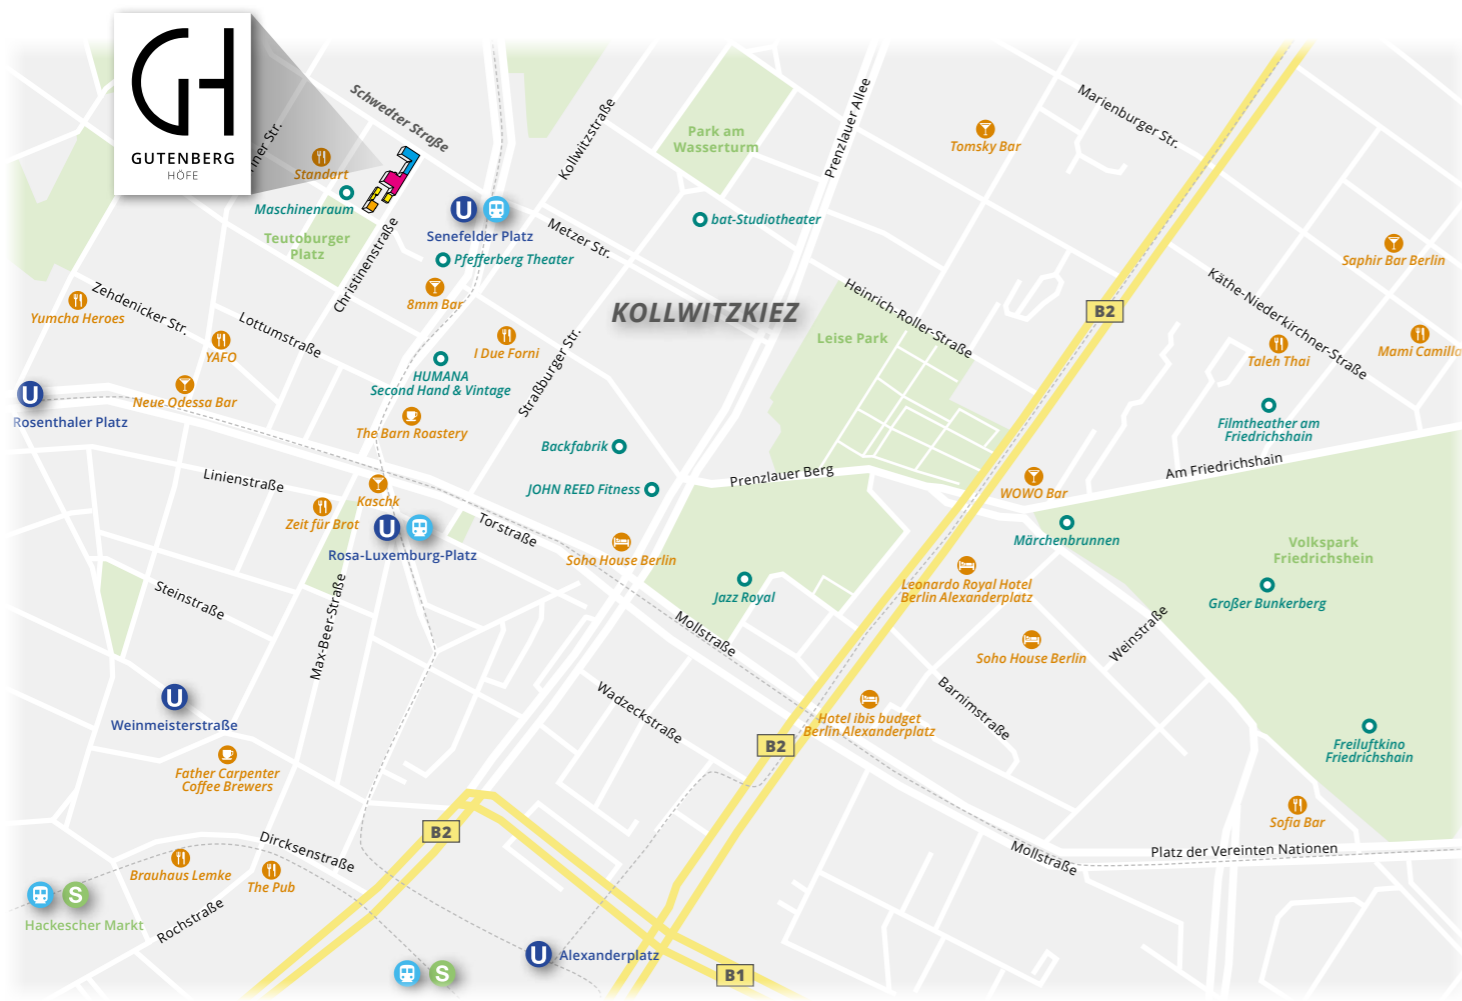 GH
GUTENBERG
HÖFE
Schwedter Straße
Standart
Maschinenraum
Teutoburger
Platz
Christinenstraße
U
Senefelder Platz
Pfefferberg Theater
8mm Bar
Kollwitzstraße
Metzer Str.
Park am
Wasserturm
bat-Studiotheater
Prenzlauer Allee
Tomsky Bar
Marienburger Str.
Saphir Bar Berlin
Käthe-Niederkirchner-Straße
Mami Camilla
Taleh Thai
Filmtheather am
Friedrichshain
B2
Heinrich-Roller-Straße
Leise Park
KOLLWITZKIEZ
Yumcha Heroes
Zehdenicker Str.
Lottumstraße
YAFO
I Due Forni
HUMANA
Second Hand & Vintage
Straßburger Str.
U
Rosenthaler Platz
Neue Odessa Bar
The Barn Roastery
Backfabrik
JOHN REED Fitness
Prenzlauer Berg
Am Friedrichshain
WOWO Bar
Märchenbrunnen
Volkspark
Friedrichshein
Großer Bunkerberg
Linienstraße
Kaschk
Zeit für Brot
U
Rosa-Luxemburg-Platz
Torstraße
Soho House Berlin
Jazz Royal
Leonardo Royal Hotel
Berlin Alexanderplatz
Soho House Berlin
Weinstraße
Steinstraße
Max-Beer-Straße
Mollstraße
Wadzeckstraße
Barnimstraße
Hotel ibis budget
Berlin Alexanderplatz
B2
U
Weinmeisterstraße
Father Carpenter
Coffee Brewers
Freiluftkino
Friedrichshain
Sofia Bar
Platz der Vereinten Nationen
Mollstraße
B2
Dircksenstraße
Brauhaus Lemke
The Pub
S
Hackescher Markt
Rochstraße
S
U
Alexanderplatz
B1